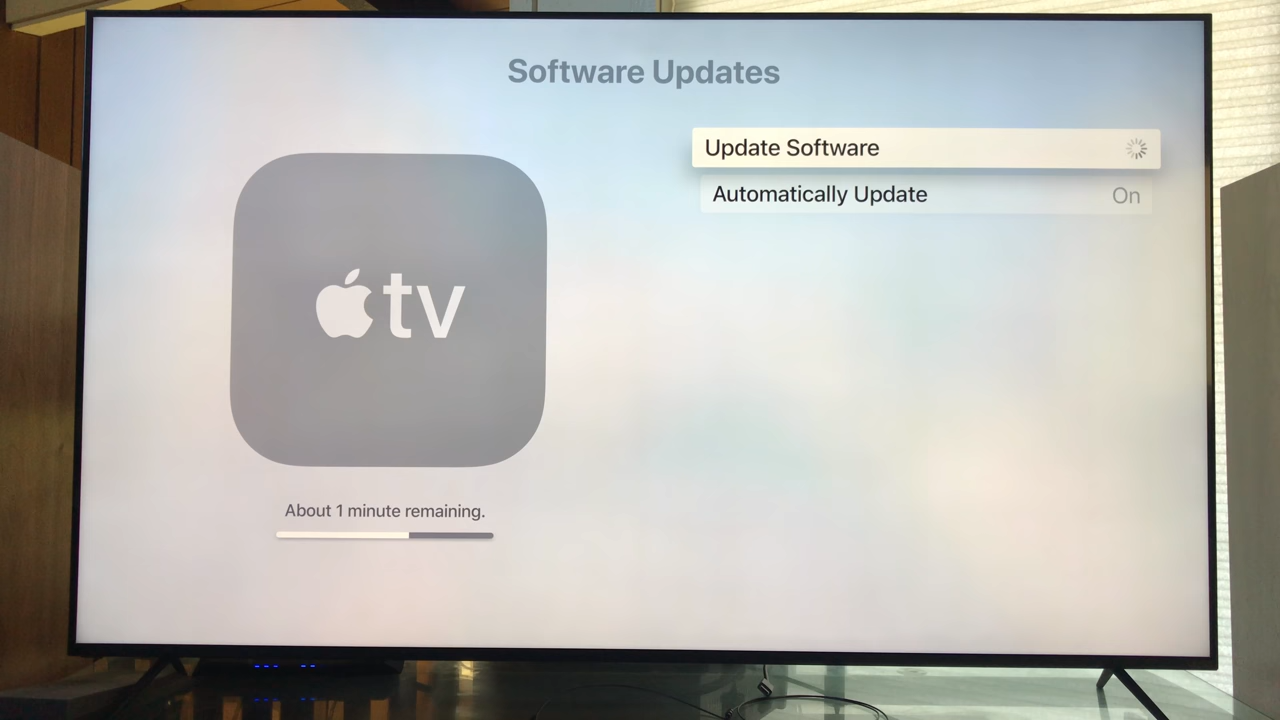 Software Updates
Update Software
Automatically Update On
tv
About 1 minute remaining.